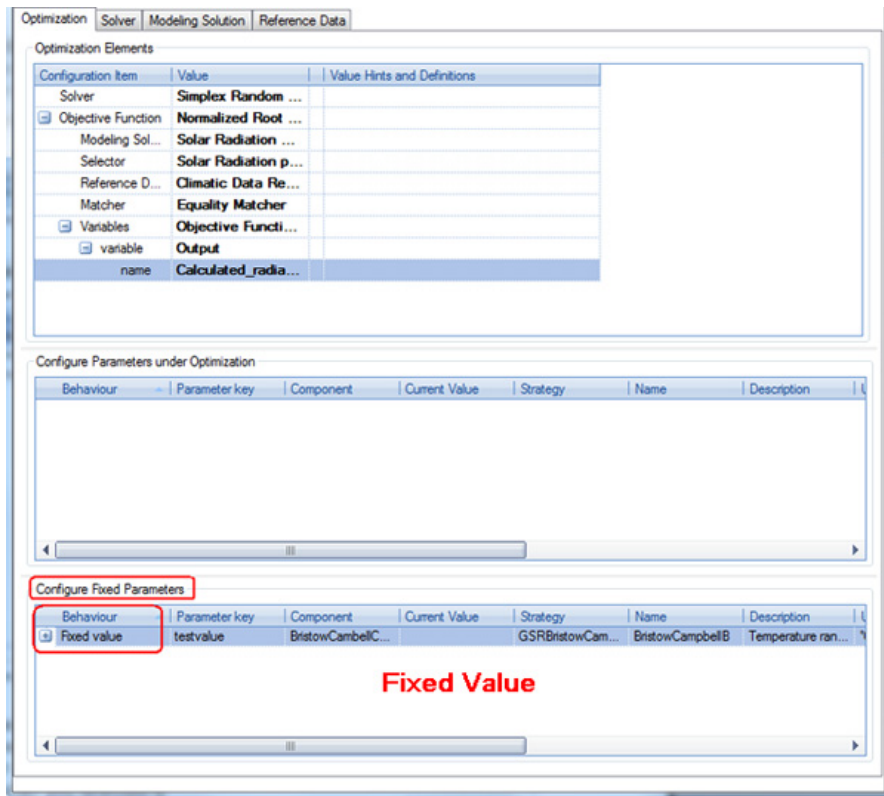 Optimization Solver Modeling Solution Reference Data
Optimization Elements
Configuration Item Value Value Hints and Definitions
Solver Simplex Random ...
Objective Function Normalized Root ...
Modeling Sol... Solar Radiation ...
Selector Solar Radiation p...
Reference D... Climatic Data Re...
Matcher Equality Matcher
Variables Objective Functi...
variable Output
name Calculated_radia...
Configure Parameters under Optimization
Behaviour Parameter key Component Current Value Strategy Name Description
Configure Fixed Parameters
Behaviour Parameter key Component Current Value Strategy Name Description
Fixed value testvalue BristowCambellC... GSRBristowCam... BristowCampbellB Temperature ran...
Fixed Value